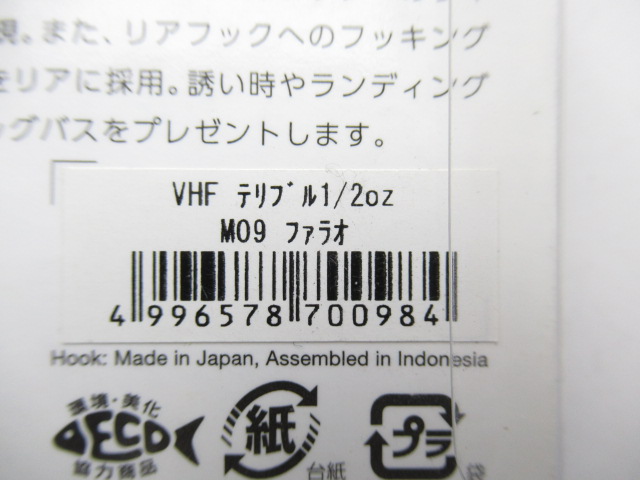 現。また、リアフックへのフッキング
をリアに採用。誘い時やランディング
ッグバスをプレゼントします。
VHF ﾃﾘﾌﾞﾙ1/2oz
M09 ﾌｧﾗｵ
4 996578 700984
Hook: Made in Japan, Assembled in Indonesia
環境・美化
ECO
協力商品
紙
台紙
プラ
袋